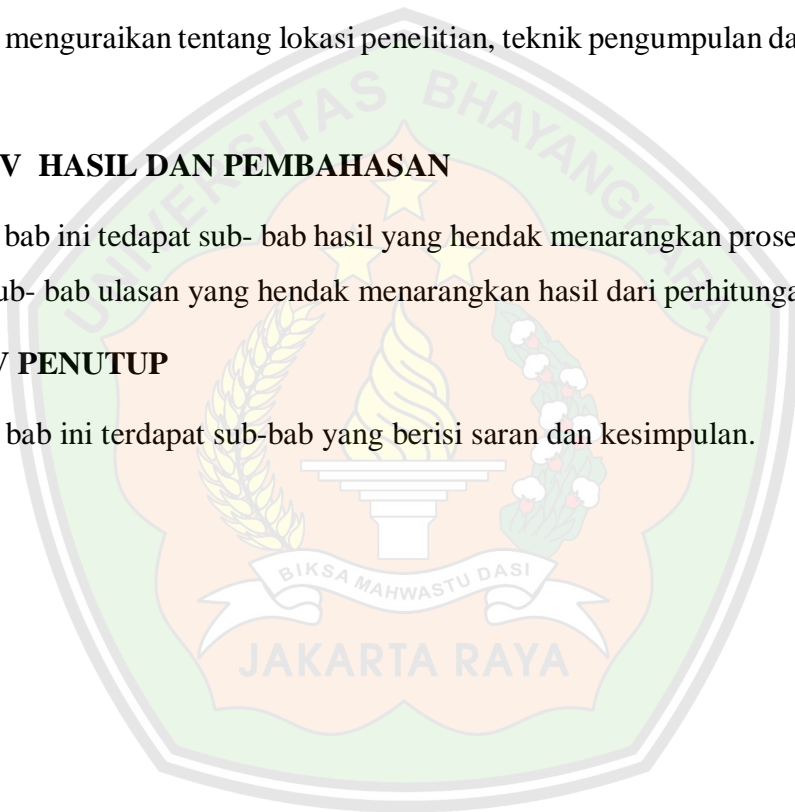 menguraikan tentang lokasi penelitian, teknik pengumpulan da
V HASIL DAN PEMBAHASAN
bab ini tedapat sub- bab hasil yang hendak menarangkan prose
ub- bab ulasan yang hendak menarangkan hasil dari perhitunga
V PENUTUP
bab ini terdapat sub-bab yang berisi saran dan kesimpulan.
UNIVERSITAS BHAYANGKARA
BIKSA MAHWASTU DASI
JAKARTA RAYA